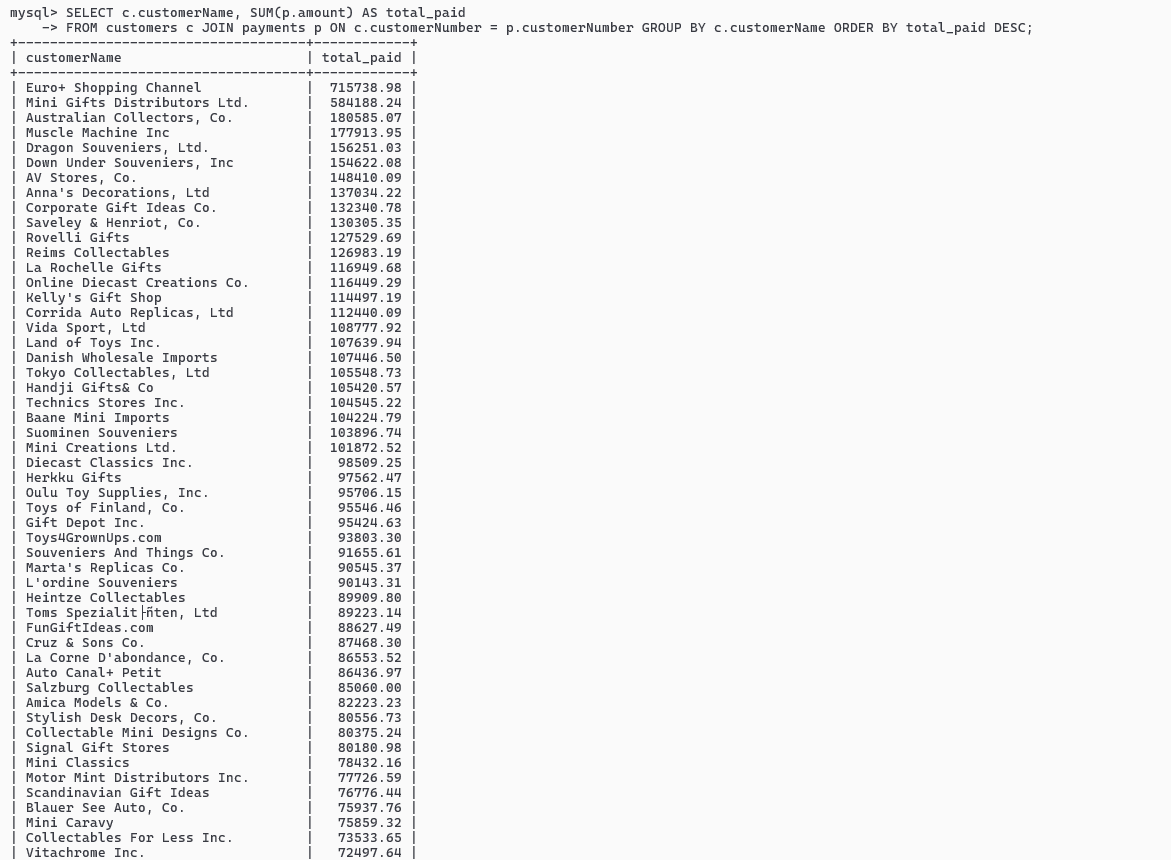 mysql> SELECT c.customerName, SUM(p.amount) AS total_paid
    -> FROM customers c JOIN payments p ON c.customerNumber = p.customerNumber GROUP BY c.customerName ORDER BY total_paid DESC;
+------------------------------------+------------+
| customerName                       | total_paid |
+------------------------------------+------------+
| Euro+ Shopping Channel             |  715738.98 |
| Mini Gifts Distributors Ltd.       |  584188.24 |
| Australian Collectors, Co.         |  180585.07 |
| Muscle Machine Inc                 |  177913.95 |
| Dragon Souveniers, Ltd.            |  156251.03 |
| Down Under Souveniers, Inc         |  154622.08 |
| AV Stores, Co.                     |  148410.09 |
| Anna's Decorations, Ltd            |  137034.22 |
| Corporate Gift Ideas Co.           |  132340.78 |
| Saveley & Henriot, Co.             |  130305.35 |
| Rovelli Gifts                      |  127529.69 |
| Reims Collectables                 |  126983.19 |
| La Rochelle Gifts                  |  116949.68 |
| Online Diecast Creations Co.       |  116449.29 |
| Kelly's Gift Shop                  |  114497.19 |
| Corrida Auto Replicas, Ltd         |  112440.09 |
| Vida Sport, Ltd                    |  108777.92 |
| Land of Toys Inc.                  |  107639.94 |
| Danish Wholesale Imports           |  107446.50 |
| Tokyo Collectables, Ltd            |  105548.73 |
| Handji Gifts& Co                   |  105420.57 |
| Technics Stores Inc.               |  104545.22 |
| Baane Mini Imports                 |  104224.79 |
| Suominen Souveniers                |  103896.74 |
| Mini Creations Ltd.                |  101872.52 |
| Diecast Classics Inc.              |   98509.25 |
| Herkku Gifts                       |   97562.47 |
| Oulu Toy Supplies, Inc.            |   95706.15 |
| Toys of Finland, Co.               |   95546.46 |
| Gift Depot Inc.                    |   95424.63 |
| Toys4GrownUps.com                  |   93803.30 |
| Souveniers And Things Co.          |   91655.61 |
| Marta's Replicas Co.               |   90545.37 |
| L'ordine Souveniers                |   90143.31 |
| Heintze Collectables               |   89909.80 |
| Toms Spezialit├ñten, Ltd          |   89223.14 |
| FunGiftIdeas.com                   |   88627.49 |
| Cruz & Sons Co.                    |   87468.30 |
| La Corne D'abondance, Co.          |   86553.52 |
| Auto Canal+ Petit                  |   86436.97 |
| Salzburg Collectables              |   85060.00 |
| Amica Models & Co.                 |   82223.23 |
| Stylish Desk Decors, Co.           |   80556.73 |
| Collectable Mini Designs Co.       |   80375.24 |
| Signal Gift Stores                 |   80180.98 |
| Mini Classics                      |   78432.16 |
| Motor Mint Distributors Inc.       |   77726.59 |
| Scandinavian Gift Ideas            |   76776.44 |
| Blauer See Auto, Co.               |   75937.76 |
| Mini Caravy                        |   75859.32 |
| Collectables For Less Inc.         |   73533.65 |
| Vitachrome Inc.                    |   72497.64 |